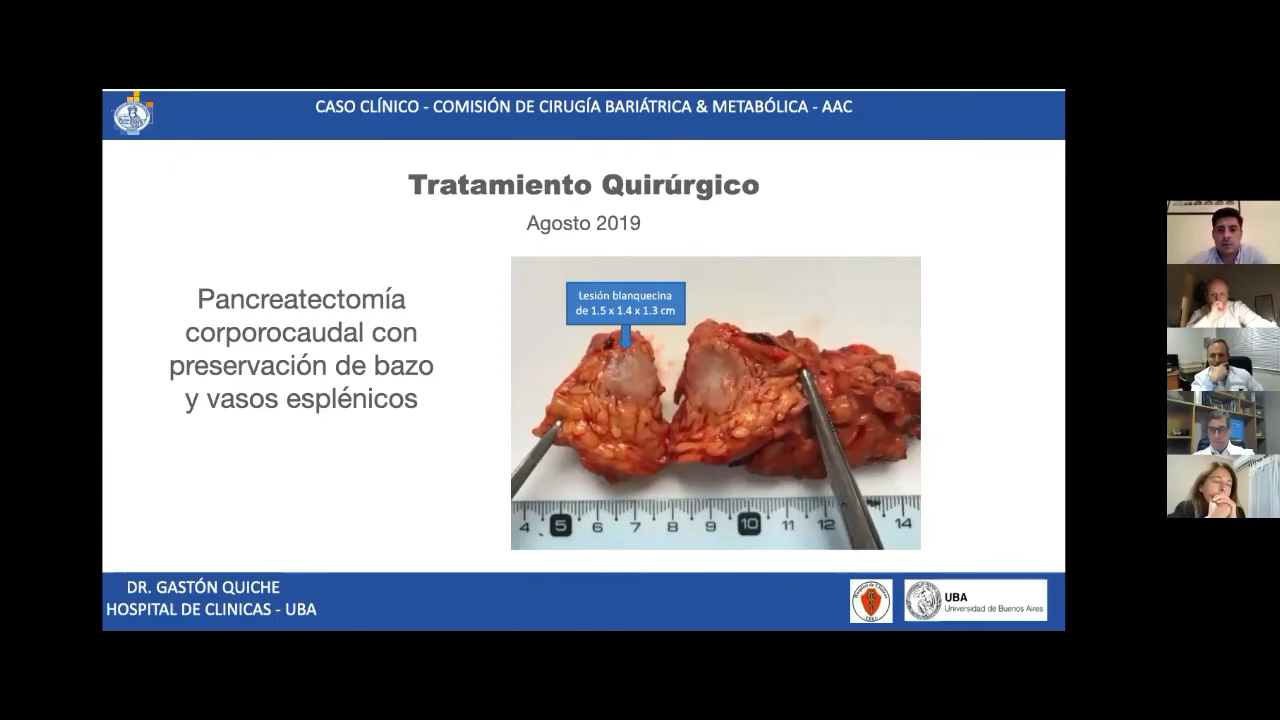 CASO CLÍNICO - COMISIÓN DE CIRUGÍA BARIÁTRICA & METABÓLICA - AAC
Tratamiento Quirúrgico
Agosto 2019
Pancreatectomía
corporocaudal con
preservación de bazo
y vasos esplénicos
Lesión blanquecina
de 1.5 x 1.4 x 1.3 cm
4 5 6 7 8 9 10 11 12 14
DR. GASTÓN QUICHE
HOSPITAL DE CLINICAS - UBA
UBA
Universidad de Buenos Aires